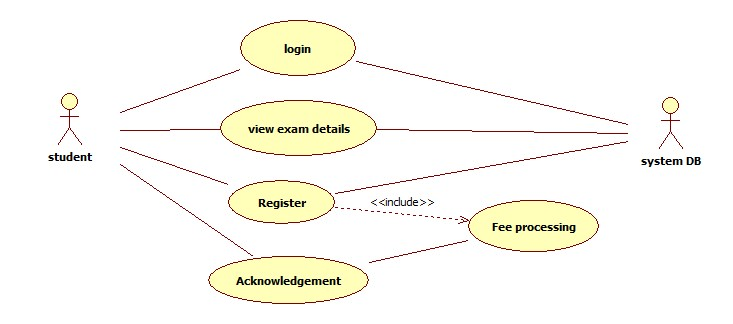 login
view exam details
student
system DB
Register
<<include>>
Fee processing
Acknowledgement